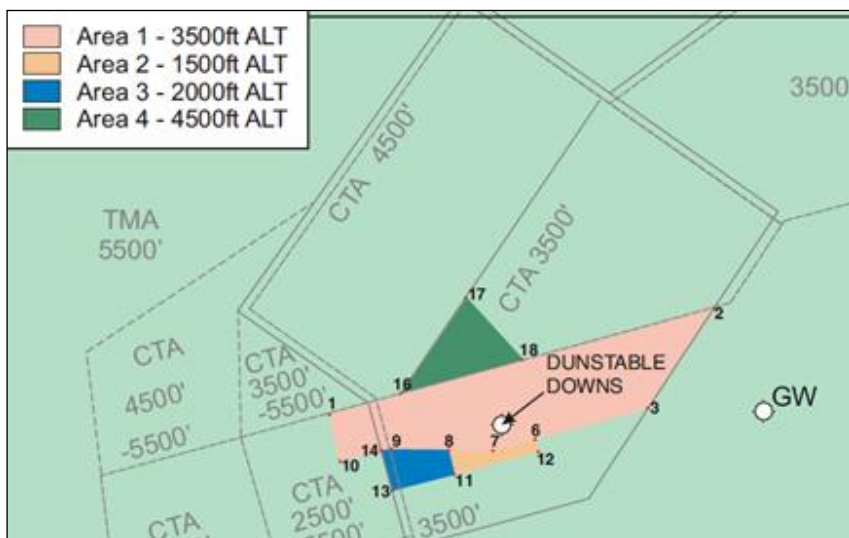 Area 1 - 3500ft ALT
Area 2 - 1500ft ALT
Area 3 - 2000ft ALT
Area 4 - 4500ft ALT
3500
CTA 4500'
TMA
5500'
CTA 3500'
17
2
18
DUNSTABLE
DOWNS
CTA
4500'
-5500'
CTA
3500'
-5500'
16
1
3
GW
14
9
8
7
6
10
11
12
13
CTA
2500'
3500'
CTA